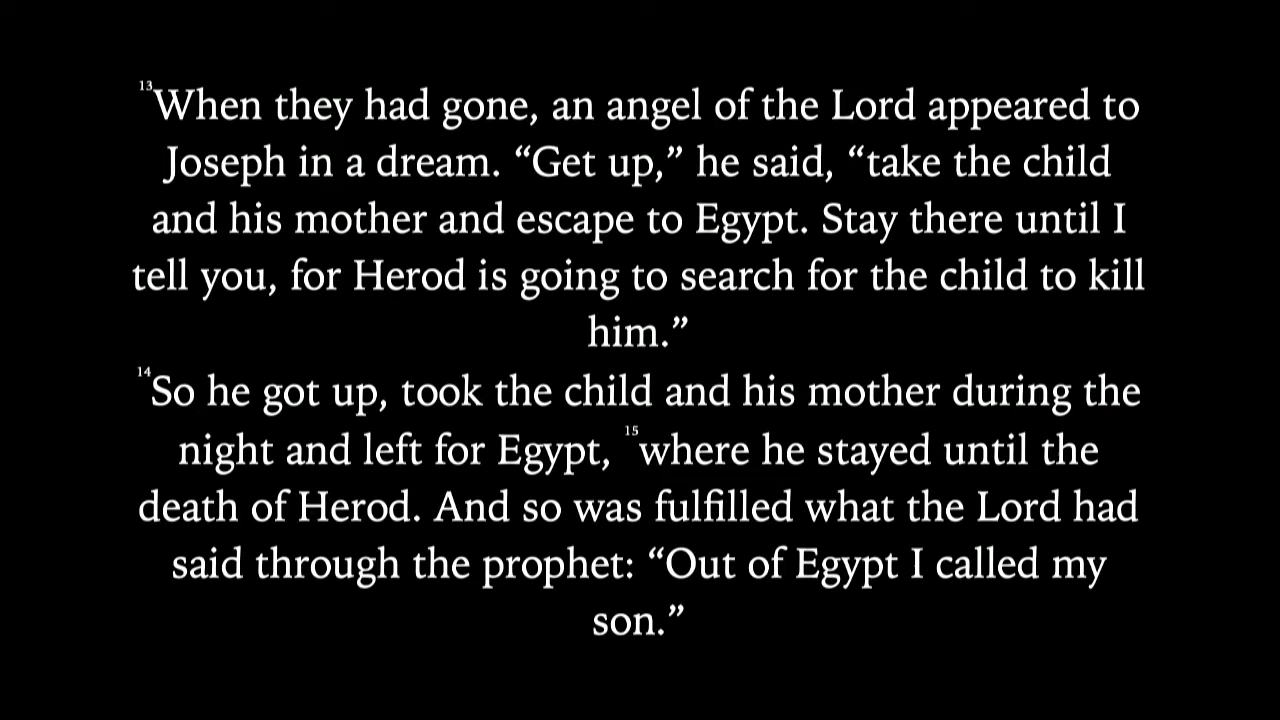 13When they had gone, an angel of the Lord appeared to
Joseph in a dream. “Get up,” he said, “take the child
and his mother and escape to Egypt. Stay there until I
tell you, for Herod is going to search for the child to kill
him.”
14So he got up, took the child and his mother during the
night and left for Egypt, 15where he stayed until the
death of Herod. And so was fulfilled what the Lord had
said through the prophet: “Out of Egypt I called my
son.”